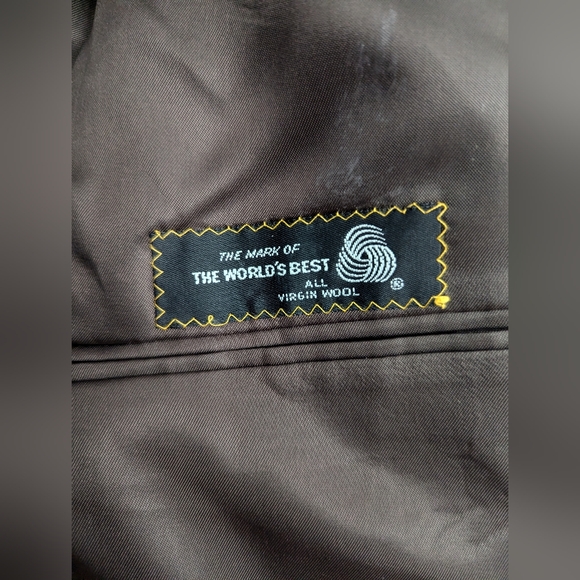 THE MARK OF
THE WORLD'S BEST
ALL
VIRGIN WOOL
®